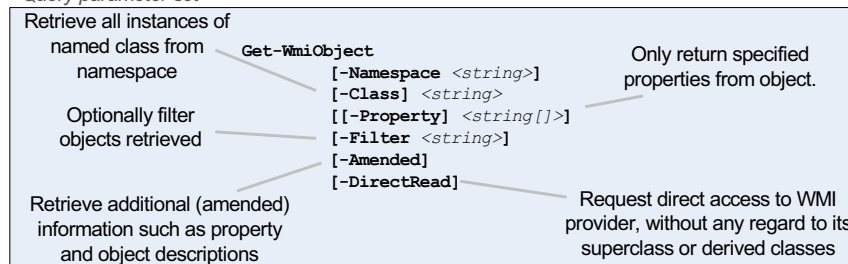 Query parameter set
Retrieve all instances of
named class from
namespace
Get-WmiObject
[-Namespace <string>]
[-Class] <string>
[[-Property] <string[]>]
[-Filter <string>]
[-Amended]
[-DirectRead]
Only return specified
properties from object.
Optionally filter
objects retrieved
Retrieve additional (amended)
information such as property
and object descriptions
Request direct access to WMI
provider, without any regard to its
superclass or derived classes